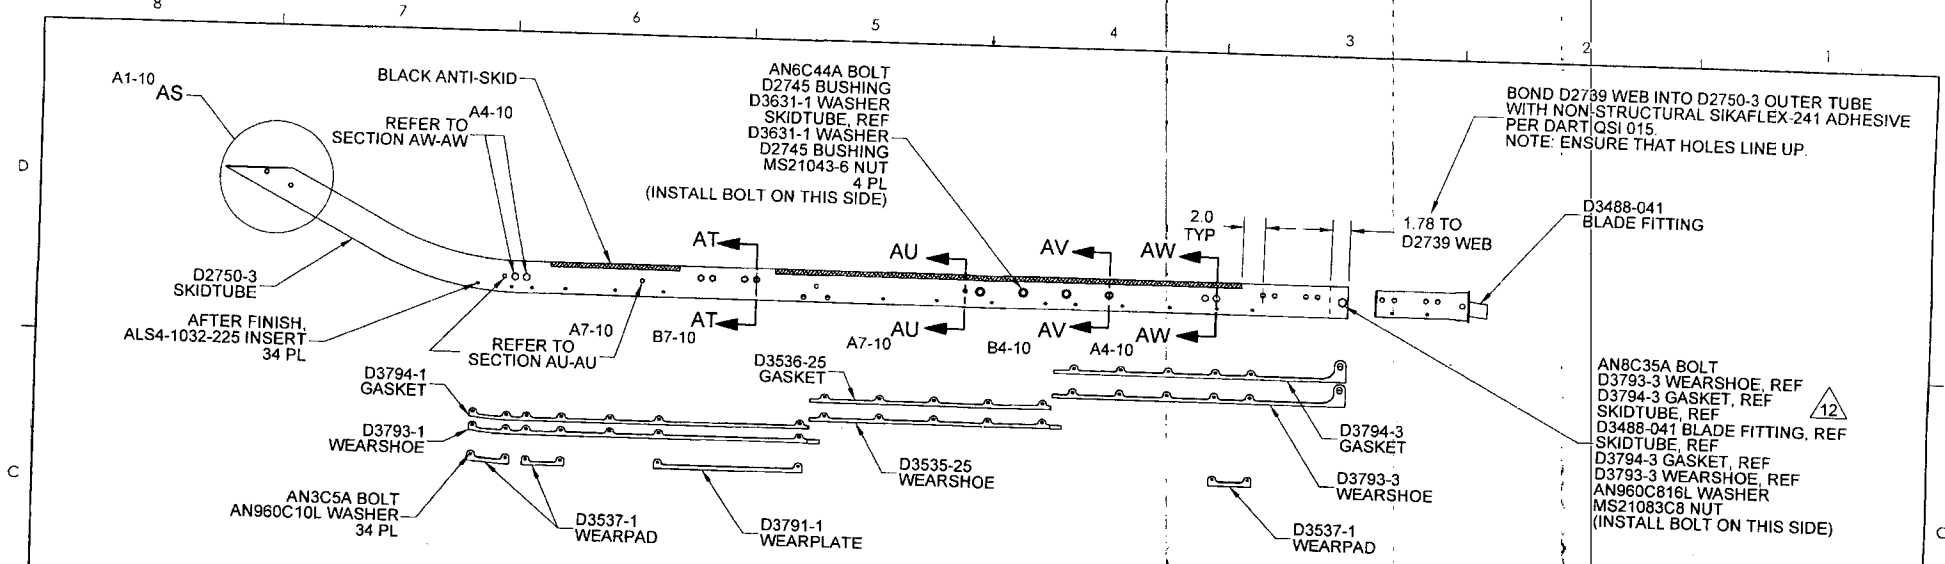 8 7 6 5 4 3 2 1
A1-10
AS
BLACK ANTI-SKID
A4-10
REFER TO
SECTION AW-AW
AN6C44A BOLT
D2745 BUSHING
D3631-1 WASHER
SKIDTUBE, REF
D3631-1 WASHER
D2745 BUSHING
MS21043-6 NUT
4 PL
(INSTALL BOLT ON THIS SIDE)
BOND D2739 WEB INTO D2750-3 OUTER TUBE
WITH NON-STRUCTURAL SIKAFLEX-241 ADHESIVE
PER DART QSI 015.
NOTE: ENSURE THAT HOLES LINE UP.
D
2.0
TYP
1.78 TO
D2739 WEB
D3488-041
BLADE FITTING
AT
AU
AV
AW
D2750-3
SKIDTUBE
AFTER FINISH,
ALS4-1032-225 INSERT
34 PL
REFER TO
SECTION AU-AU
A7-10
B7-10
AT
A7-10
AU
B4-10
AV
A4-10
AW
D3794-1
GASKET
D3793-1
WEARSHOE
D3536-25
GASKET
D3535-25
WEARSHOE
D3794-3
GASKET
D3793-3
WEARSHOE
AN8C35A BOLT
D3793-3 WEARSHOE, REF
D3794-3 GASKET, REF
SKIDTUBE, REF
D3488-041 BLADE FITTING, REF
SKIDTUBE, REF
D3794-3 GASKET, REF
D3793-3 WEARSHOE, REF
AN960C816L WASHER
MS21083C8 NUT
(INSTALL BOLT ON THIS SIDE)
12
C
AN3C5A BOLT
AN960C10L WASHER
34 PL
D3537-1
WEARPAD
D3791-1
WEARPLATE
D3537-1
WEARPAD
C